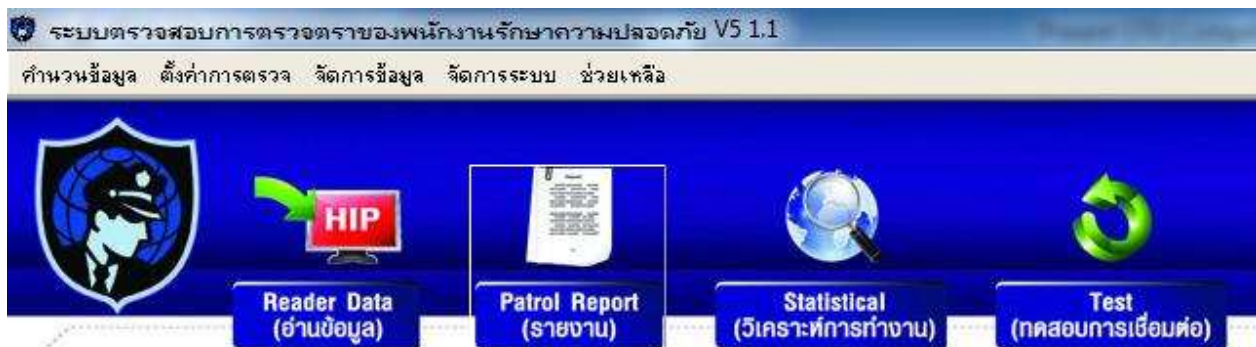 ระบบตรวจสอบการตรวจตราของพนักงานรักษาความปลอดภัย V5 1.1
คำนวนข้อมูล ตั้งค่าการตรวจ จัดการข้อมูล จัดการระบบ ช่วยเหลือ
HIP
Reader Data
(อ่านข้อมูล)
Patrol Report
(รายงาน)
Statistical
(วิเคราะห์การทำงาน)
Test
(ทดสอบการเชื่อมต่อ)